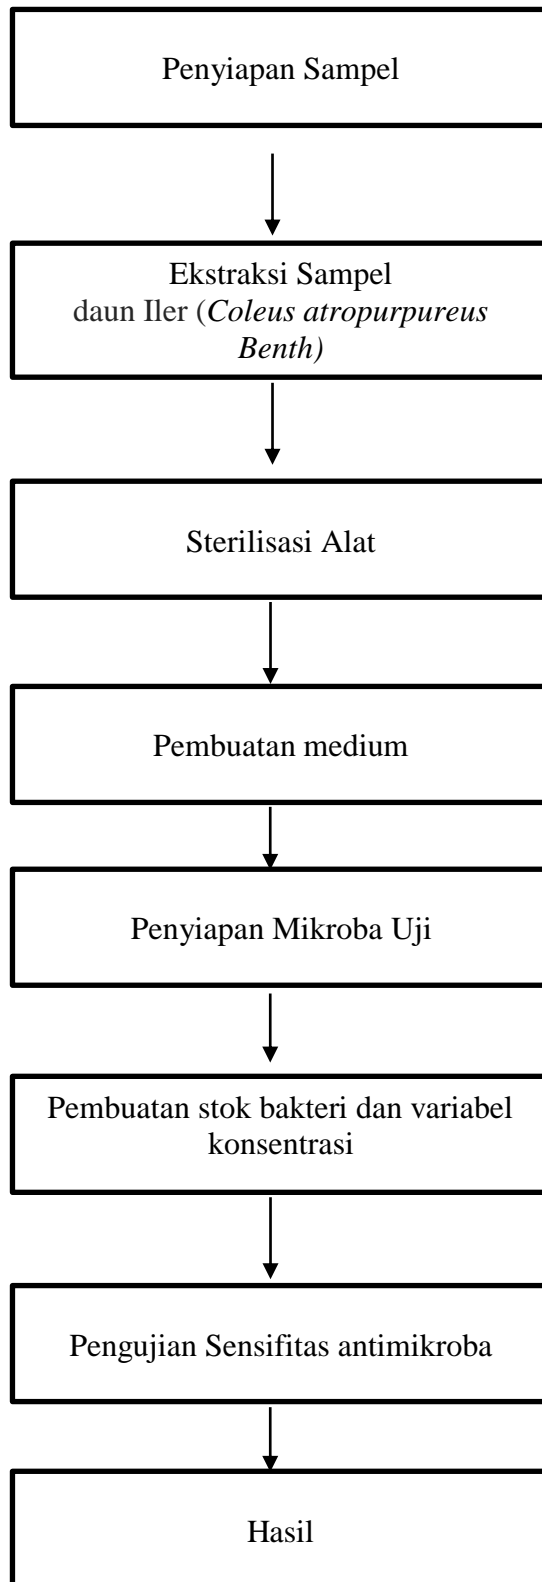 Penyiapan Sampel
Ekstraksi Sampel
daun Iler (Coleus atropurpureus
Benth)
Sterilisasi Alat
Pembuatan medium
Penyiapan Mikroba Uji
Pembuatan stok bakteri dan variabel
konsentrasi
Pengujian Sensifitas antimikroba
Hasil